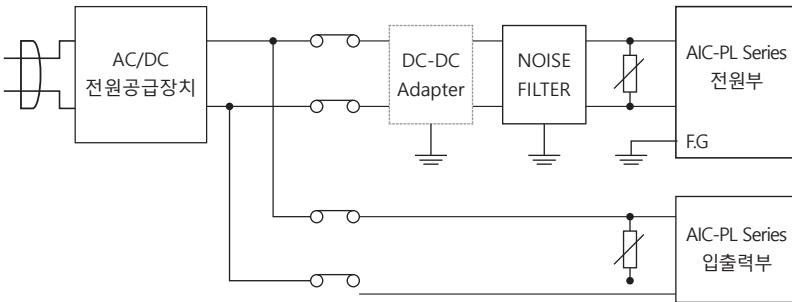 AC/DC
전원공급장치
DC-DC
Adapter
NOISE
FILTER
AIC-PL Series
전원부
F.G
AIC-PL Series
입출력부